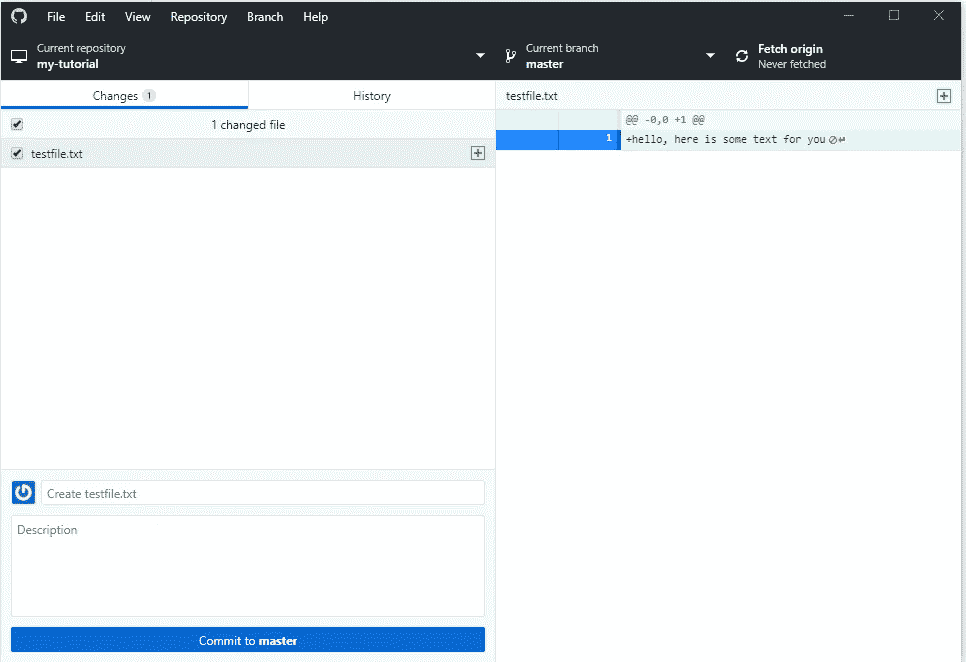 File Edit View Repository Branch Help
Current repository
my-tutorial
Current branch
master
Fetch origin
Never fetched
Changes 1
History
1 changed file
testfile.txt
testfile.txt
@@ -0,0 +1 @@
1 +hello, here is some text for you
Create testfile.txt
Description
Commit to master